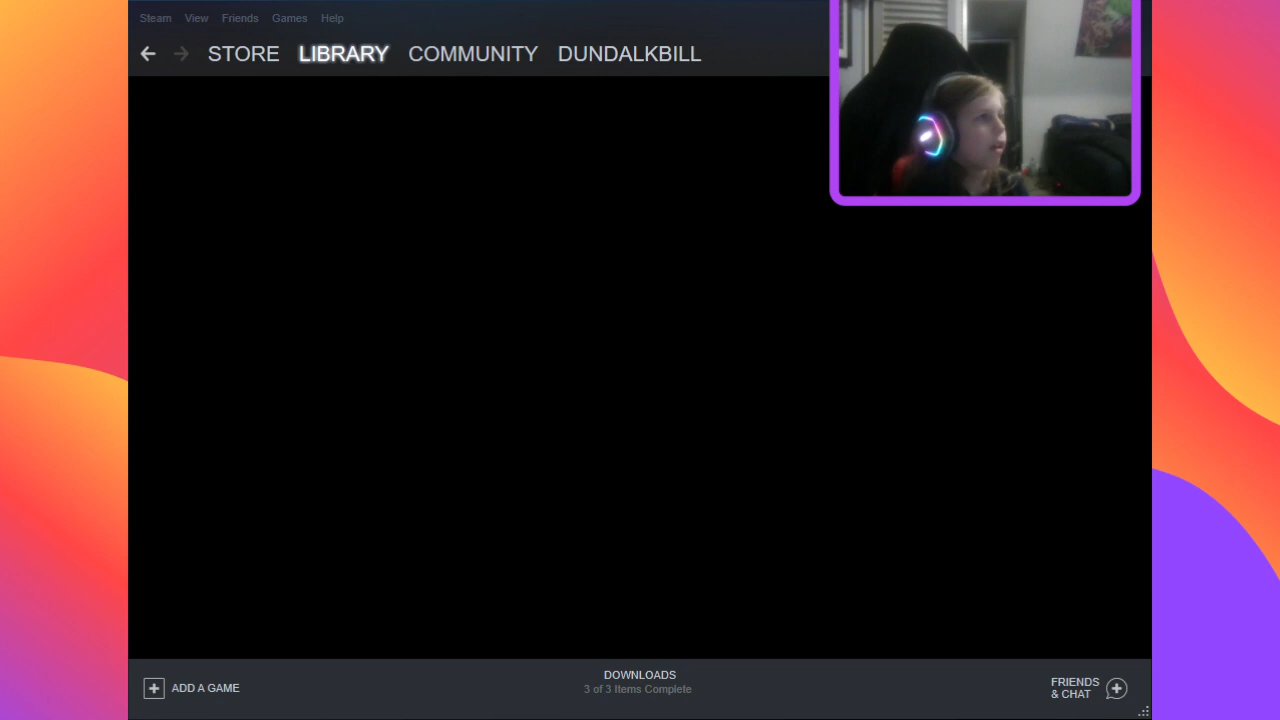 Steam View Friends Games Help
STORE LIBRARY COMMUNITY DUNDALKBILL
ADD A GAME
DOWNLOADS
3 of 3 Items Complete
FRIENDS
& CHAT